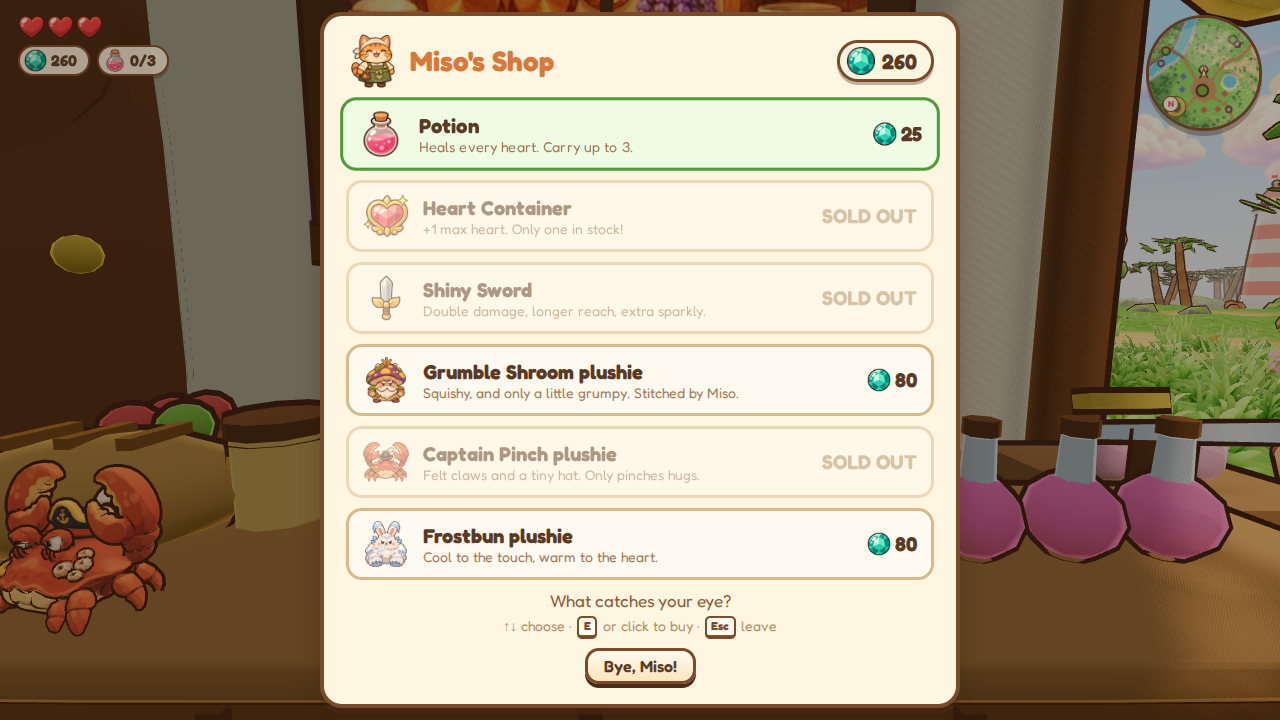 260
0/3
Miso's Shop
260
Potion
Heals every heart. Carry up to 3.
25
Heart Container
+1 max heart. Only one in stock!
SOLD OUT
Shiny Sword
Double damage, longer reach, extra sparkly.
SOLD OUT
Grumble Shroom plushie
Squishy, and only a little grumpy. Stitched by Miso.
80
Captain Pinch plushie
Felt claws and a tiny hat. Only pinches hugs.
SOLD OUT
Frostbun plushie
Cool to the touch, warm to the heart.
80
What catches your eye?
↑↓ choose · E or click to buy · Esc leave
Bye, Miso!
N